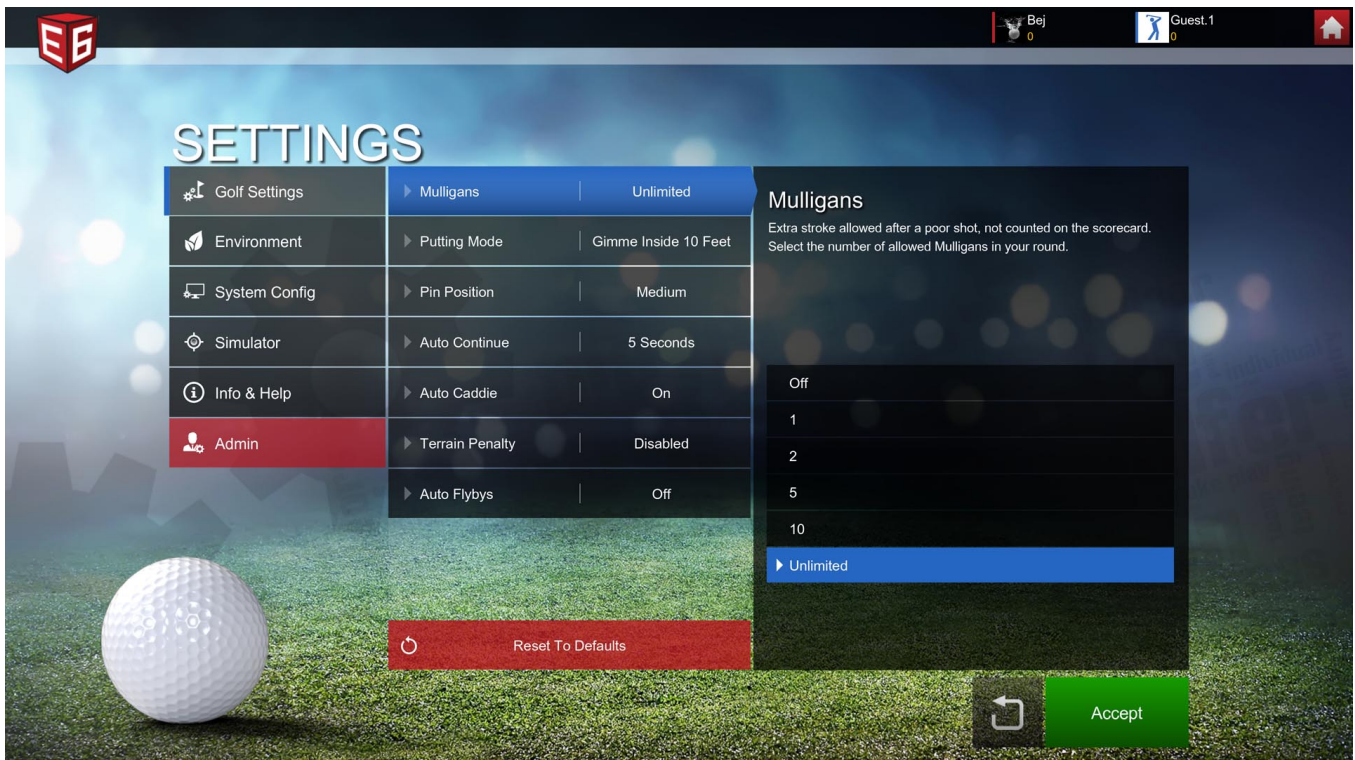 E6
Bej
0
Guest.1
0
SETTINGS
Golf Settings
Environment
System Config
Simulator
Info & Help
Admin
Mulligans Unlimited
Putting Mode Gimme Inside 10 Feet
Pin Position Medium
Auto Continue 5 Seconds
Auto Caddie On
Terrain Penalty Disabled
Auto Flybys Off
Reset To Defaults
Mulligans
Extra stroke allowed after a poor shot, not counted on the scorecard.
Select the number of allowed Mulligans in your round.
Off
1
2
5
10
Unlimited
Accept